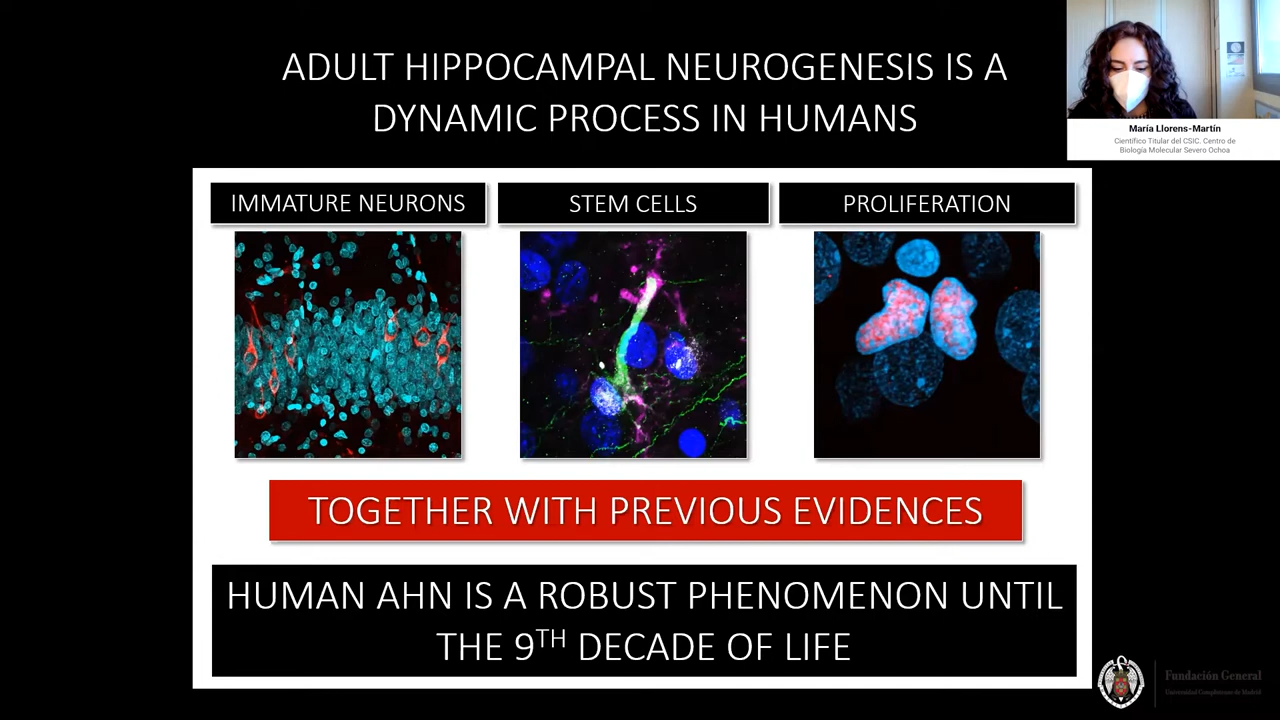 ADULT HIPPOCAMPAL NEUROGENESIS IS A
DYNAMIC PROCESS IN HUMANS
María Llorens-Martín
Científico Titular del CSIC. Centro de
Biología Molecular Severo Ochoa
IMMATURE NEURONS
STEM CELLS
PROLIFERATION
TOGETHER WITH PREVIOUS EVIDENCES
HUMAN AHN IS A ROBUST PHENOMENON UNTIL
THE 9TH DECADE OF LIFE
Fundación General
Universidad Complutense de Madrid